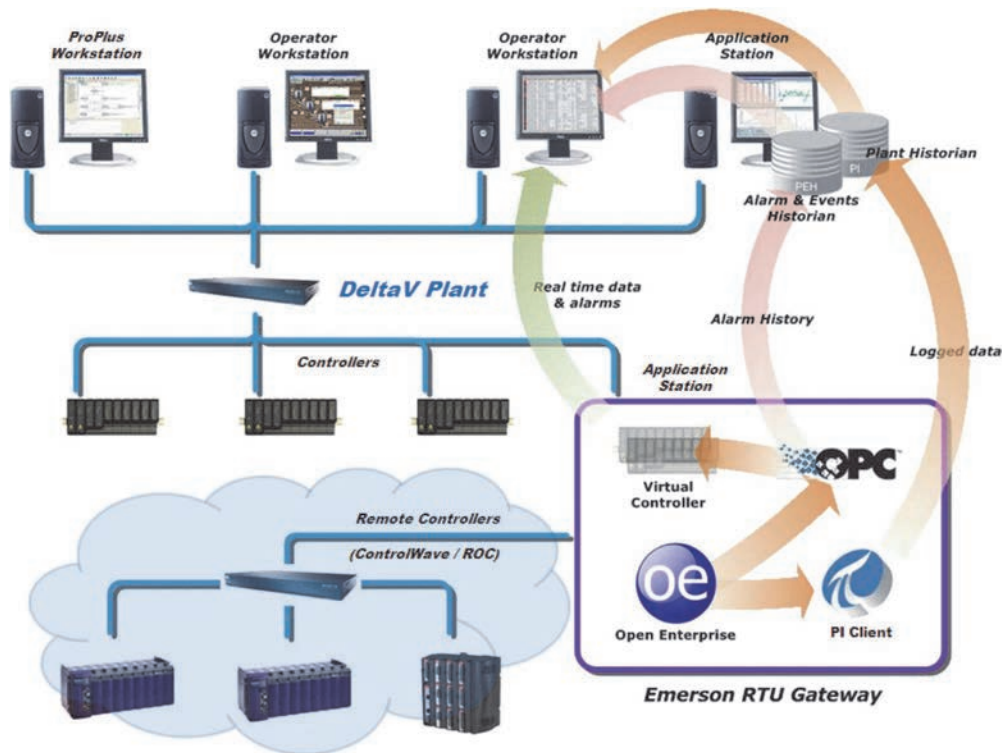 ProPlus
Workstation
Operator
Workstation
Operator
Workstation
Application
Station
Plant Historian
PI
PEH
Alarm & Events
Historian
DeltaV Plant
Real time data
& alarms
Alarm History
Logged data
Controllers
Application
Station
OPC™
Virtual
Controller
Remote Controllers
(ControlWave / ROC)
oe
Open Enterprise
PI Client
Emerson RTU Gateway